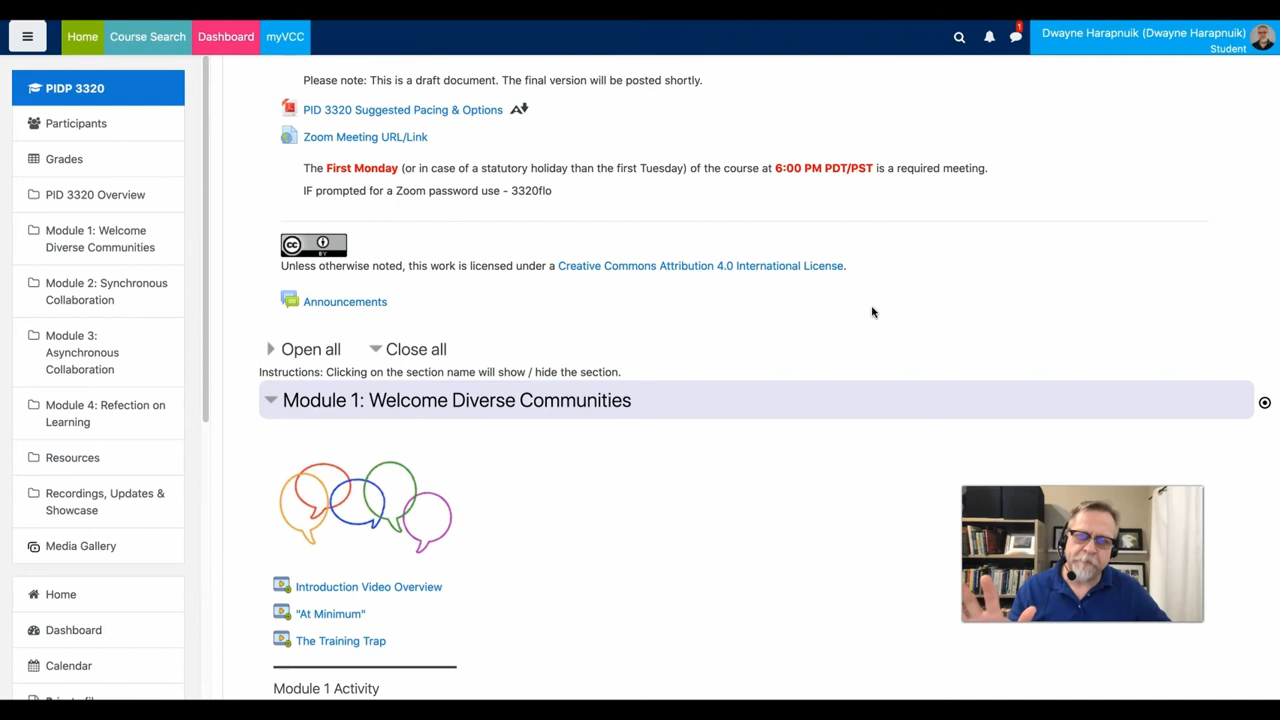 Home
Course Search
Dashboard
myVCC
1
Dwayne Harapnuik (Dwayne Harapnuik)
Student
PIDP 3320
Participants
Grades
PID 3320 Overview
Module 1: Welcome
Diverse Communities
Module 2: Synchronous
Collaboration
Module 3:
Asynchronous
Collaboration
Module 4: Refection on
Learning
Resources
Recordings, Updates &
Showcase
Media Gallery
Home
Dashboard
Calendar
Please note: This is a draft document. The final version will be posted shortly.
PID 3320 Suggested Pacing & Options
Zoom Meeting URL/Link
The First Monday (or in case of a statutory holiday than the first Tuesday) of the course at 6:00 PM PDT/PST is a required meeting.
IF prompted for a Zoom password use - 3320flo
CC BY
Unless otherwise noted, this work is licensed under a Creative Commons Attribution 4.0 International License.
Announcements
Open all Close all
Instructions: Clicking on the section name will show / hide the section.
Module 1: Welcome Diverse Communities
Introduction Video Overview
"At Minimum"
The Training Trap
Module 1 Activity